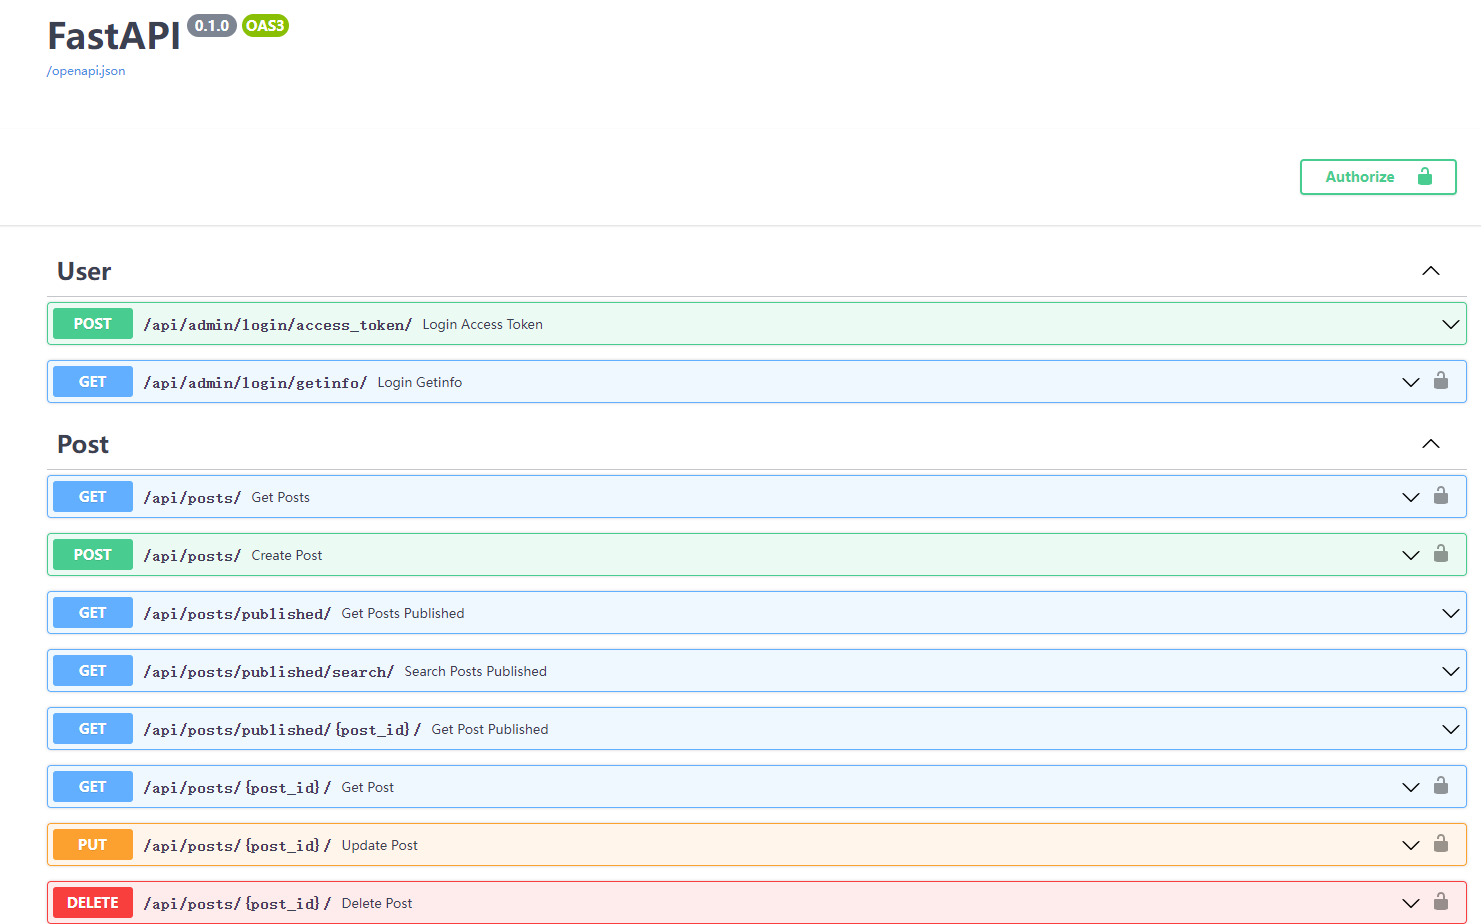 FastAPI 0.1.0 OAS3
/openapi.json
Authorize
User
POST /api/admin/login/access_token/ Login Access Token
GET /api/admin/login/getinfo/ Login Getinfo
Post
GET /api/posts/ Get Posts
POST /api/posts/ Create Post
GET /api/posts/published/ Get Posts Published
GET /api/posts/published/search/ Search Posts Published
GET /api/posts/published/{post_id}/ Get Post Published
GET /api/posts/{post_id}/ Get Post
PUT /api/posts/{post_id}/ Update Post
DELETE /api/posts/{post_id}/ Delete Post